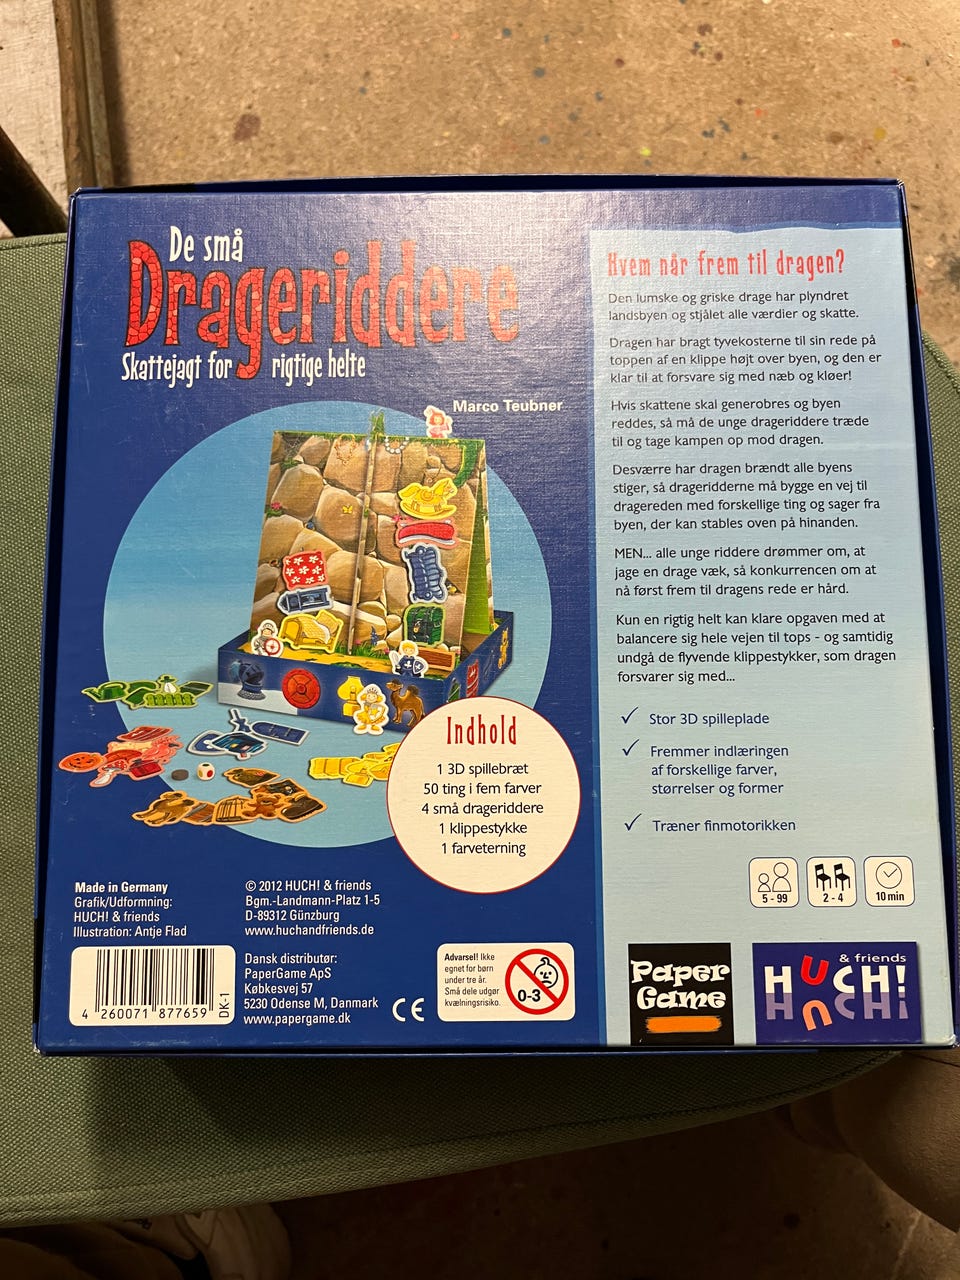 De små
Drageriddere
Skattejagt for rigtige helte
Marco Teubner
Indhold
1 3D spillebræt
50 ting i fem farver
4 små drageriddere
1 klippestykke
1 farveterning
Hvem når frem til dragen?
Den lumske og griske drage har plyndret
landsbyen og stjålet alle værdier og skatte.
Dragen har bragt tyvekosterne til sin rede på
toppen af en klippe højt over byen, og den er
klar til at forsvare sig med næb og kløer!
Hvis skattene skal generobres og byen
reddes, så må de unge drageriddere træde
til og tage kampen op mod dragen.
Desværre har dragen brændt alle byens
stiger, så drageridderne må bygge en vej til
dragereden med forskellige ting og sager fra
byen, der kan stables oven på hinanden.
MEN... alle unge riddere drømmer om, at
jage en drage væk, så konkurrencen om at
nå først frem til dragens rede er hård.
Kun en rigtig helt kan klare opgaven med at
balancere sig hele vejen til tops - og samtidig
undgå de flyvende klippestykker, som dragen
forsvarer sig med...
Stor 3D spilleplade
Fremmer indlæringen
af forskellige farver,
størrelser og former
Træner finmotorikken
5 - 99
2 - 4
10 min
Made in Germany
Grafik/Udformning:
HUCH! & friends
Illustration: Antje Flad
© 2012 HUCH! & friends
Bgm.-Landmann-Platz 1-5
D-89312 Günzburg
www.huchandfriends.de
Dansk distributør:
PaperGame ApS
Købkesvej 57
5230 Odense M, Danmark
www.papergame.dk
4 260071 877659
DK-1
CE
Advarsel! Ikke
egnet for børn
under tre år.
Små dele udgør
kvælningsrisiko.
0-3
Paper
Game
& friends
HUCH!